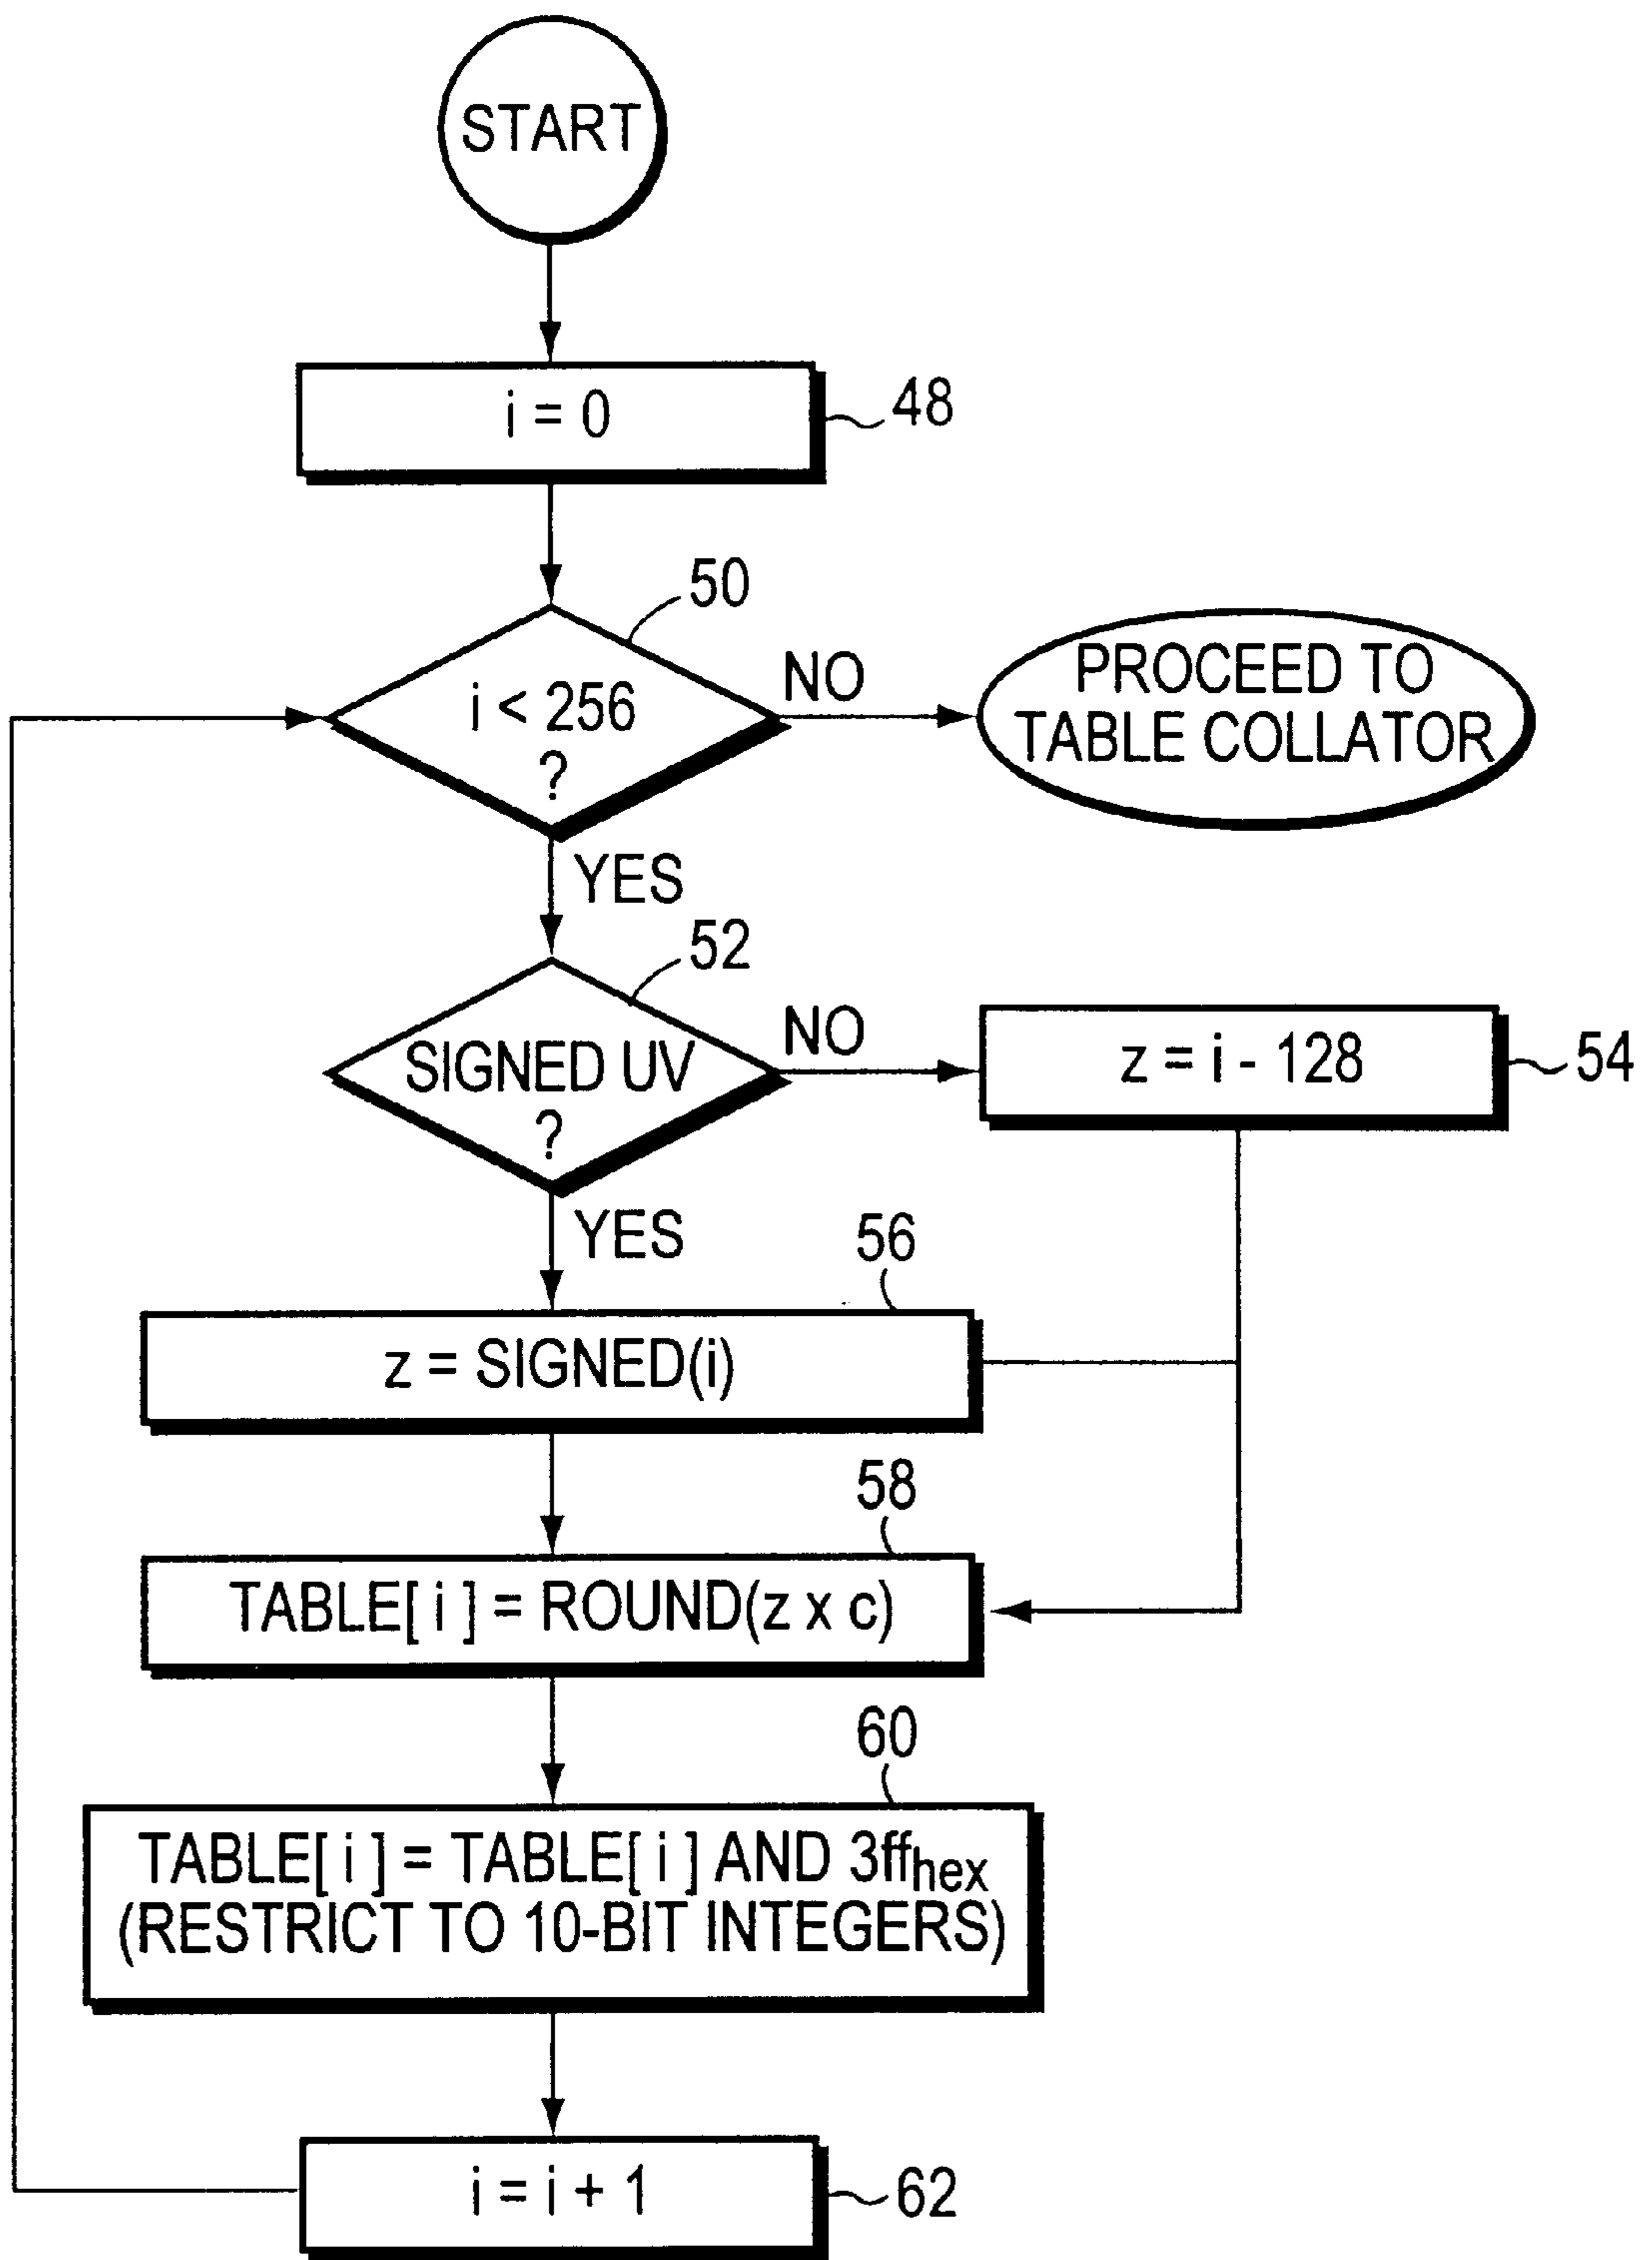 START
i = 0
48
50
i < 256
?
NO
PROCEED TO
TABLE COLLATOR
YES
52
SIGNED UV
?
NO
z = i - 128
54
YES
56
z = SIGNED(i)
58
TABLE[ i ] = ROUND(z x c)
60
TABLE[ i ] = TABLE[ i ] AND 3ffhex
(RESTRICT TO 10-BIT INTEGERS)
i = i + 1
62